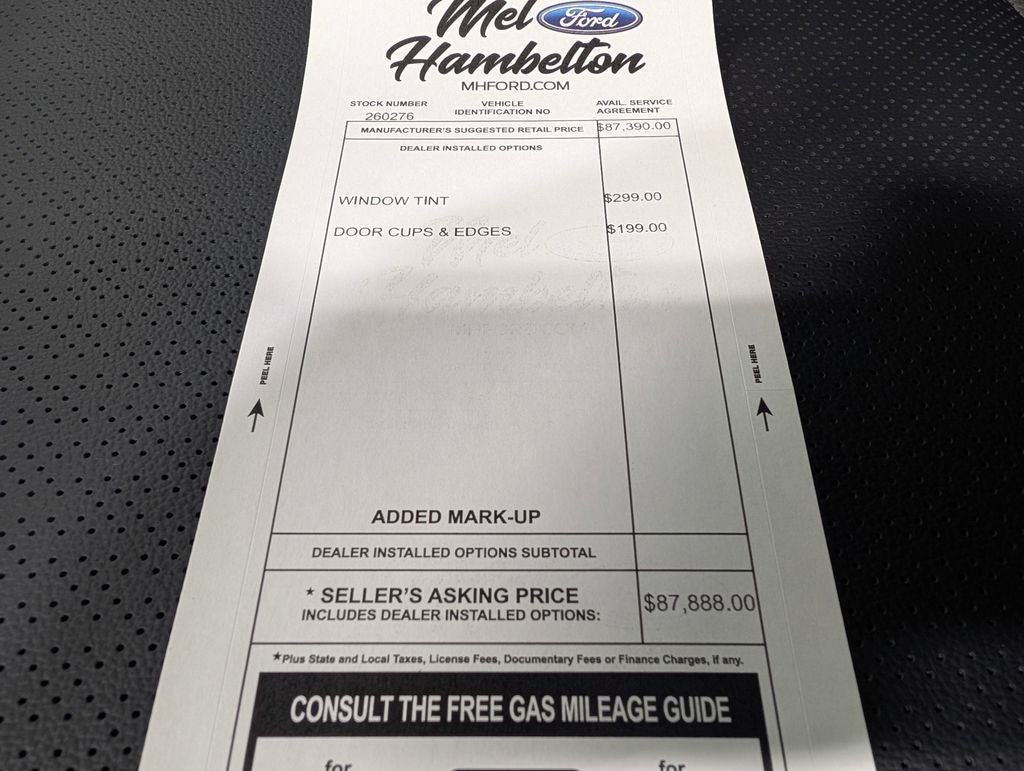 Mel Ford
Hambelton
MHFORD.COM
STOCK NUMBER VEHICLE IDENTIFICATION NO AVAIL. SERVICE AGREEMENT
260276
MANUFACTURER'S SUGGESTED RETAIL PRICE $87,390.00
DEALER INSTALLED OPTIONS
WINDOW TINT $299.00
DOOR CUPS & EDGES $199.00
Mel
Hambelton
MHFORD.COM
PEEL HERE
PEEL HERE
ADDED MARK-UP
DEALER INSTALLED OPTIONS SUBTOTAL
* SELLER'S ASKING PRICE
INCLUDES DEALER INSTALLED OPTIONS: $87,888.00
*Plus State and Local Taxes, License Fees, Documentary Fees or Finance Charges, if any.
CONSULT THE FREE GAS MILEAGE GUIDE
for for